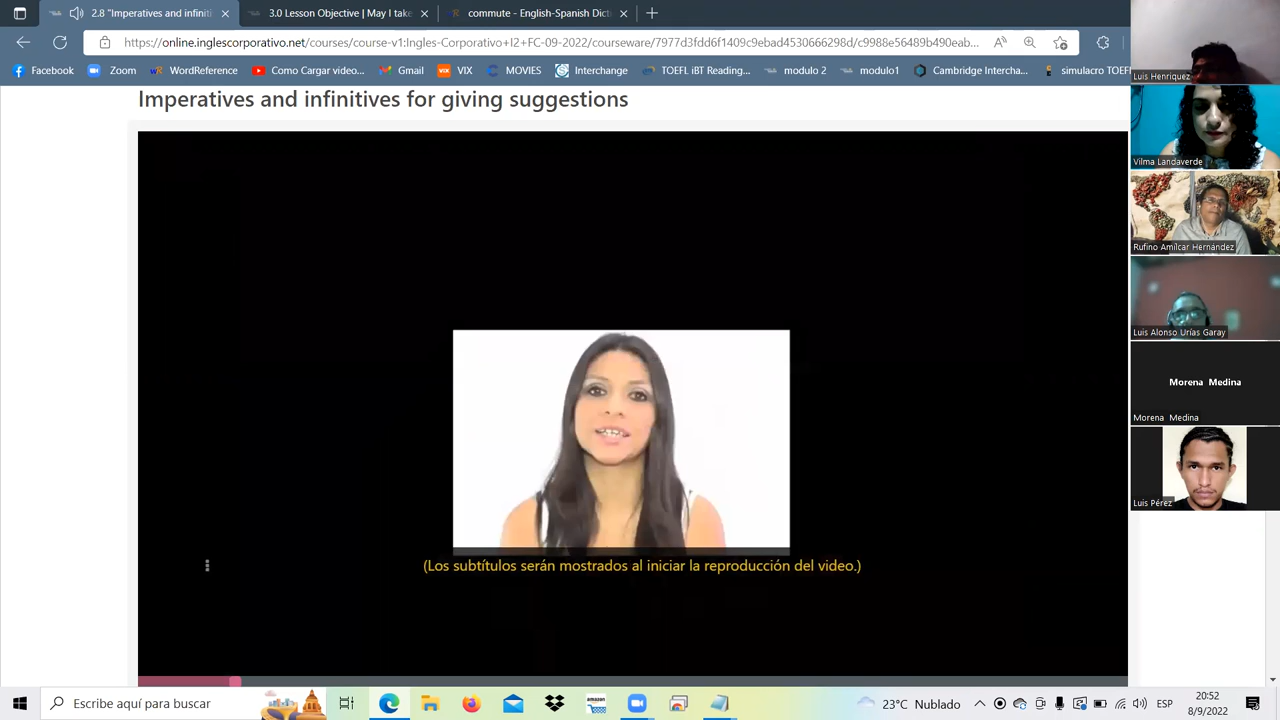 2.8 "Imperatives and infiniti
3.0 Lesson Objective | May I take
commute - English-Spanish Dict
https://online.inglescorporativo.net/courses/course-v1:Ingles-Corporativo+I2+FC-09-2022/courseware/7977d3fdd6f1409c9ebad4530666298d/c9988e56489b490eab...
Facebook
Zoom
WordReference
Como Cargar video...
Gmail
VIX
MOVIES
Interchange
TOEFL iBT Reading...
modulo 2
modulo1
Cambridge Intercha...
simulacro TOEFL
Imperatives and infinitives for giving suggestions
(Los subtítulos serán mostrados al iniciar la reproducción del video.)
Luis Henriquez
Vilma Landaverde
Rufino Amílcar Hernández
Luis Alonso Urías Garay
Morena Medina
Morena Medina
Luis Pérez
Escribe aquí para buscar
amazon
23°C Nublado
ESP
20:52
8/9/2022